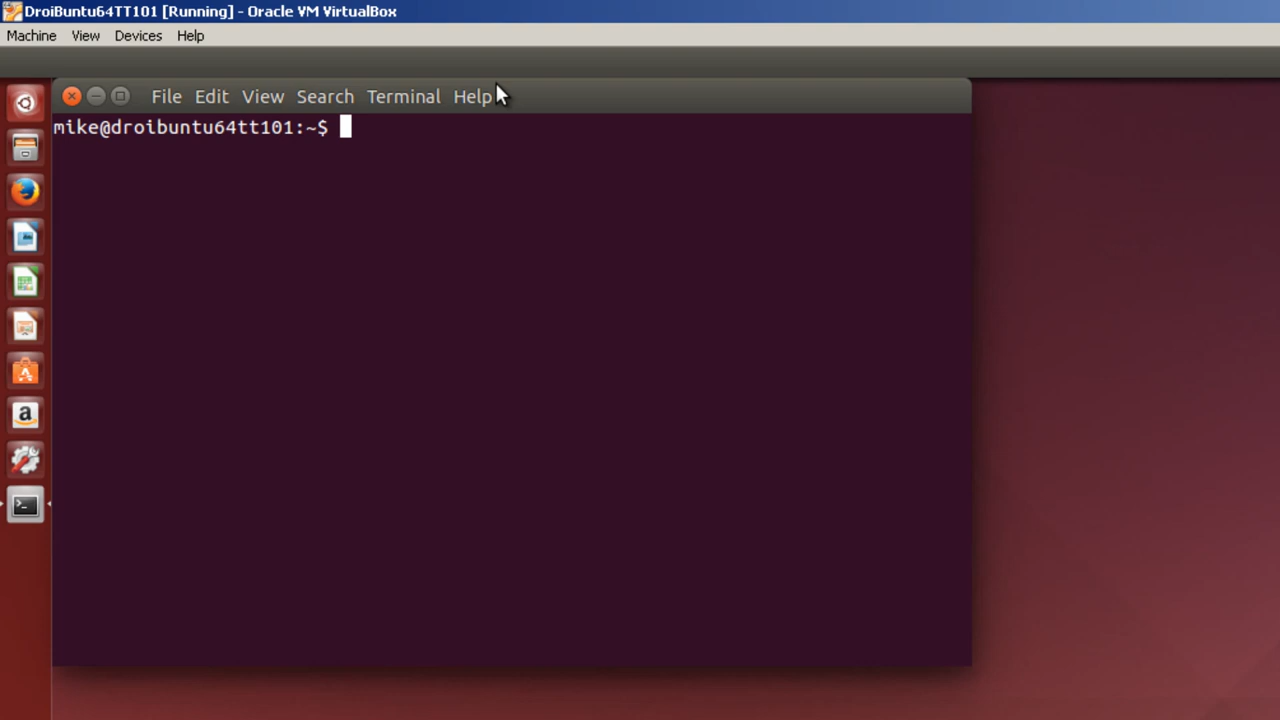 DroiBuntu64TT101 [Running] - Oracle VM VirtualBox
Machine View Devices Help
File Edit View Search Terminal Help
mike@droibuntu64tt101:~$